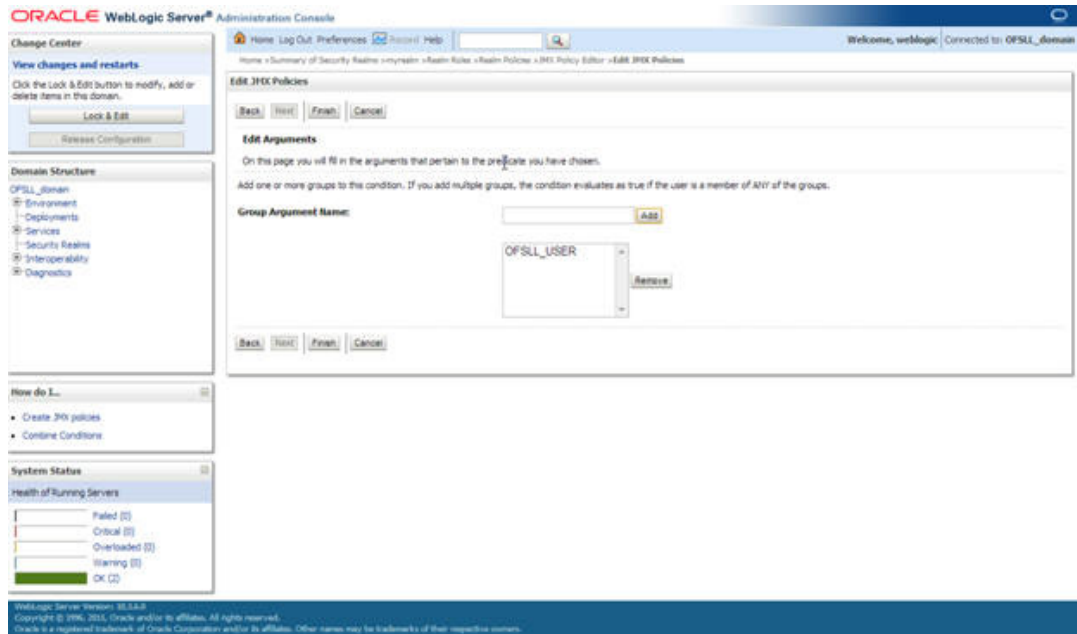 ORACLE WebLogic Server® Administration Console
Change Center
View changes and restarts
Click the Lock & Edit button to modify, add or
delete items in this domain.
Lock & Edit
Release Configuration
Domain Structure
OFSLL_domain
Environment
Deployments
Services
Security Realms
Interoperability
Diagnostics
How do I...
Create JMX policies
Combine Conditions
System Status
Health of Running Servers
Failed (0)
Critical (0)
Overloaded (0)
Warning (0)
OK (2)
Home Log Out Preferences Record Help
Welcome, weblogic Connected to: OFSLL_domain
Home >Summary of Security Realms >myrealm >Realm Roles >Realm Policies >JMX Policy Editor >Edit JMX Policies
Edit JMX Policies
Back Next Finish Cancel
Edit Arguments
On this page you will fill in the arguments that pertain to the predicate you have chosen.
Add one or more groups to this condition. If you add multiple groups, the condition evaluates as true if the user is a member of ANY of the groups.
Group Argument Name:
Add
OFSLL_USER
Remove
Back Next Finish Cancel
WebLogic Server Version:
Copyright © 1996, 2011, Oracle and/or its affiliates. All rights reserved.
Oracle is a registered trademark of Oracle Corporation and/or its affiliates. Other names may be trademarks of their respective owners.